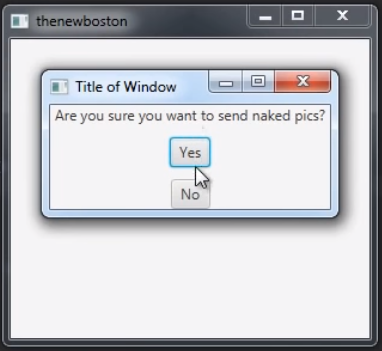 thenewboston
Title of Window
Are you sure you want to send naked pics?
Yes
No